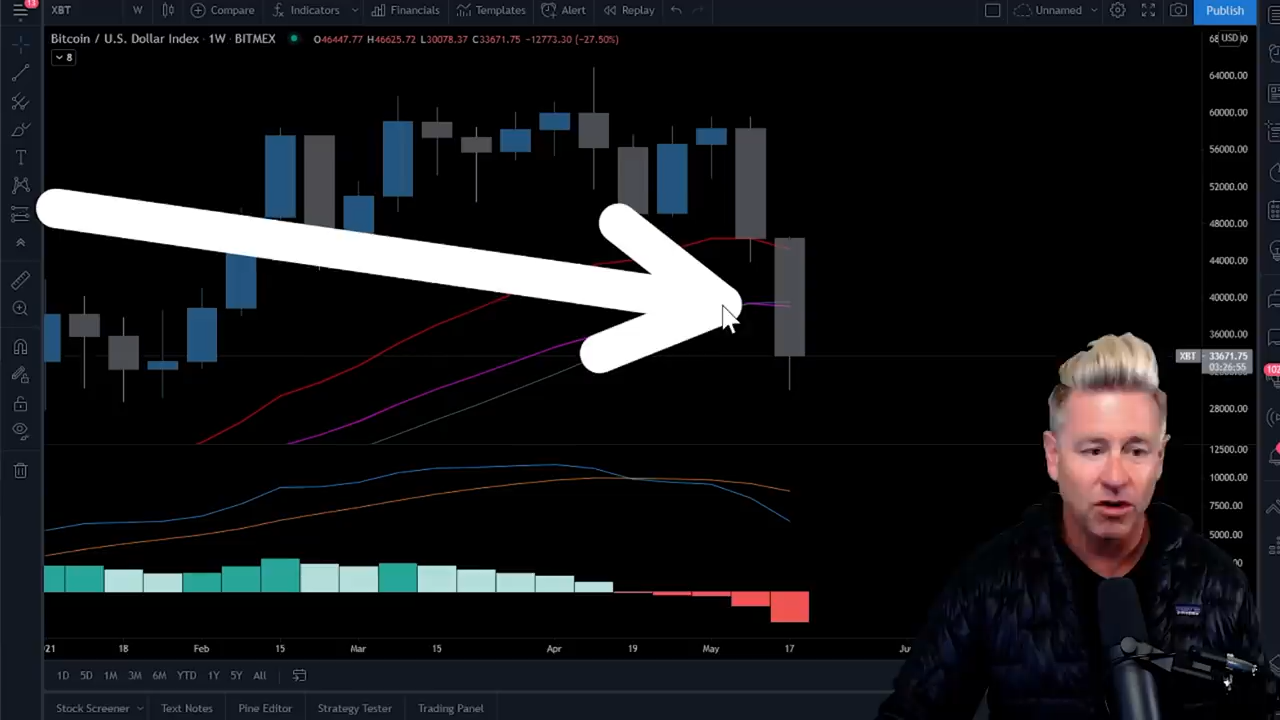 XBT W Compare Indicators Financials Templates Alert Replay Unnamed Publish
Bitcoin / U.S. Dollar Index · 1W · BITMEX O46447.77 H46625.72 L30078.37 C33671.75 −12773.30 (−27.50%)
USD
8
64000.00
60000.00
56000.00
52000.00
48000.00
44000.00
40000.00
36000.00
XBT 33671.75
03:26:55
28000.00
12500.00
10000.00
7500.00
5000.00
21 18 Feb 15 Mar 15 Apr 19 May 17
1D 5D 1M 3M 6M YTD 1Y 5Y All
Stock Screener Text Notes Pine Editor Strategy Tester Trading Panel